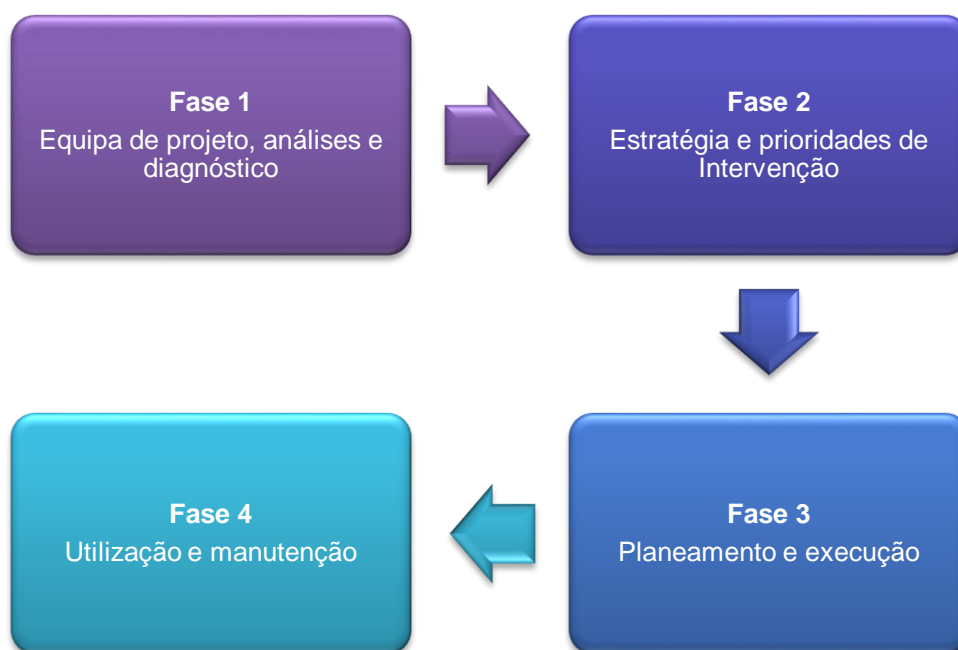 Fase 1
Equipa de projeto, análises e
diagnóstico
Fase 2
Estratégia e prioridades de
Intervenção
Fase 3
Planeamento e execução
Fase 4
Utilização e manutenção